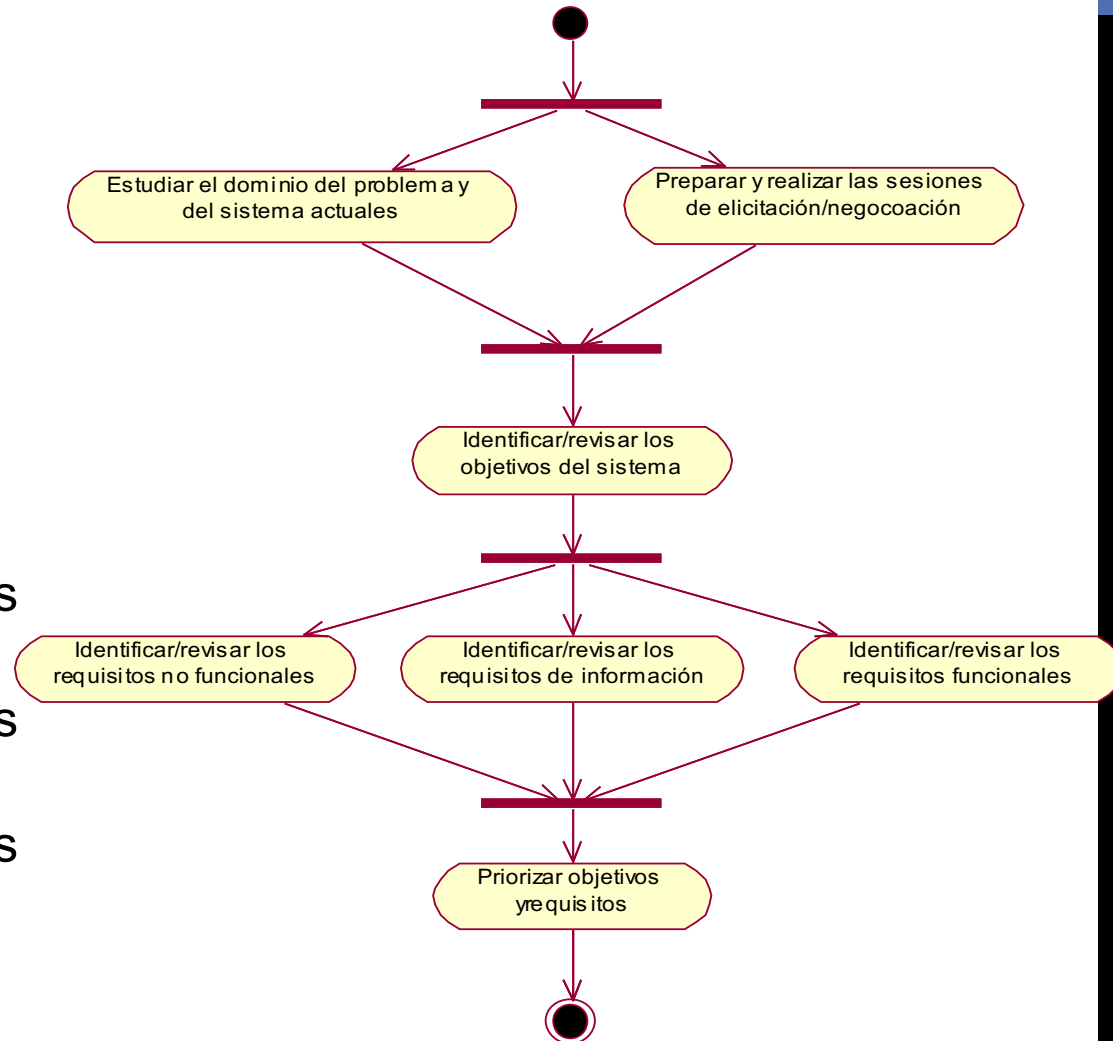 Estudiar el dominio del problema y
del sistema actuales
Preparar y realizar las sesiones
de elicitación/negocoación
Identificar/revisar los
objetivos del sistema
s
Identificar/revisar los
requisitos no funcionales
Identificar/revisar los
requisitos de información
Identificar/revisar los
requisitos funcionales
s
s
Priorizar objetivos
yrequisitos